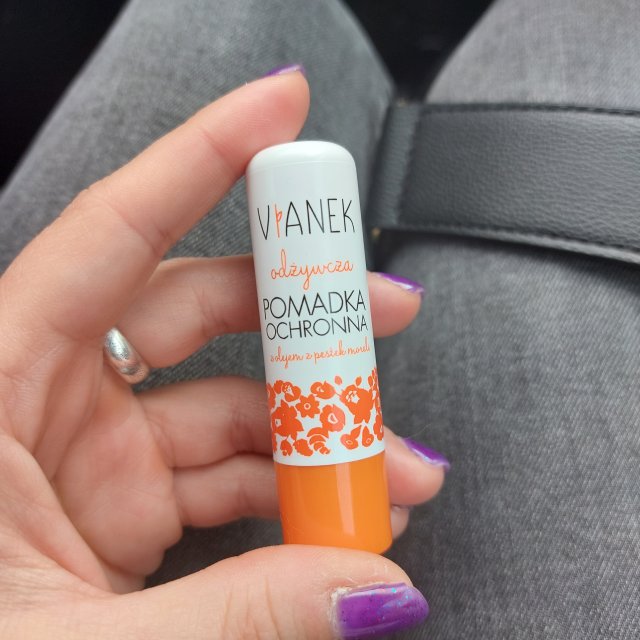 VIANEK
odżywcza
POMADKA
OCHRONNA
z olejem z pestek moreli